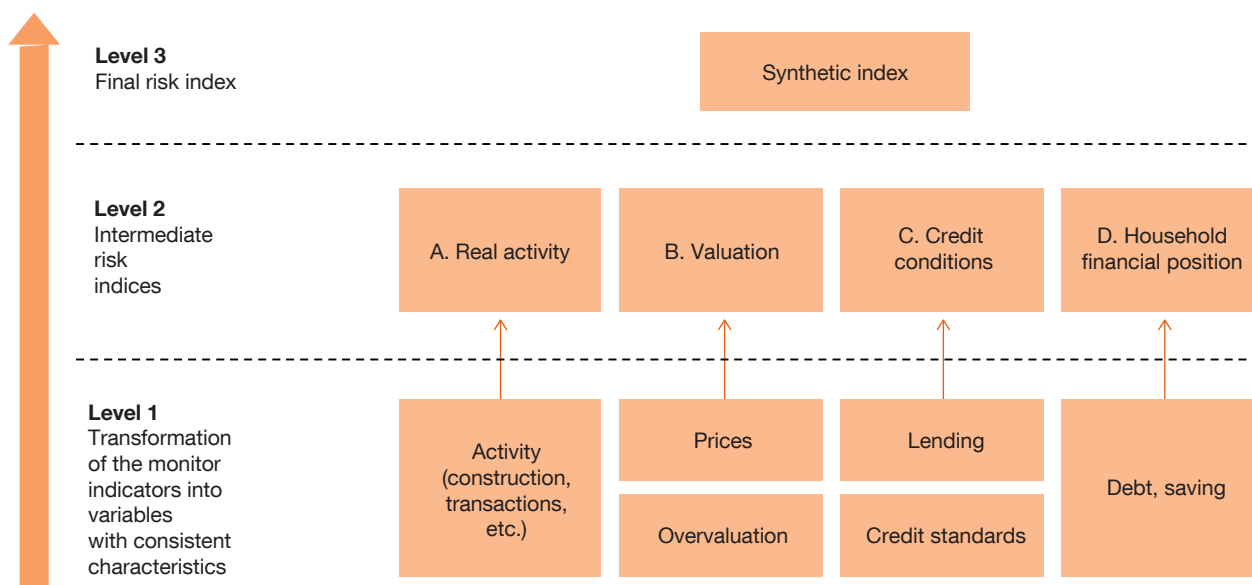 Level 3
Final risk index
Synthetic index
Level 2
Intermediate
risk
indices
A. Real activity
B. Valuation
C. Credit
conditions
D. Household
financial position
Level 1
Transformation
of the monitor
indicators into
variables
with consistent
characteristics
Activity
(construction,
transactions,
etc.)
Prices
Overvaluation
Lending
Credit standards
Debt, saving